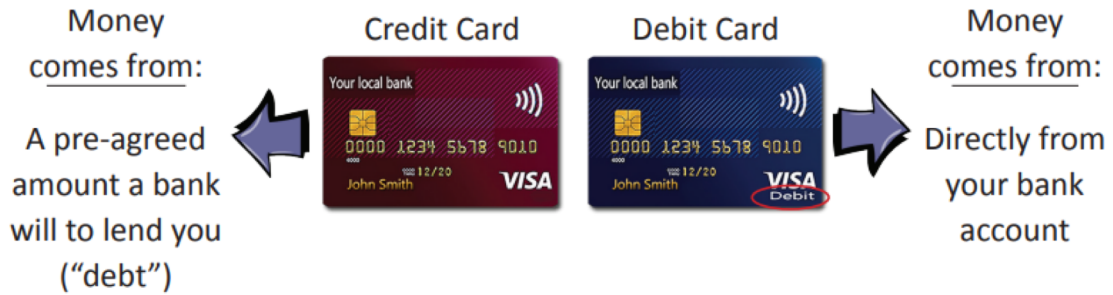 Money
comes from:
A pre-agreed
amount a bank
will to lend you
(“debt”)
Credit Card
Your local bank
0000 1234 5678 9010
4000
12/20
John Smith
VISA
Debit Card
Your local bank
0000 1234 5678 9010
4000
12/20
John Smith
VISA
Debit
Money
comes from:
Directly from
your bank
account